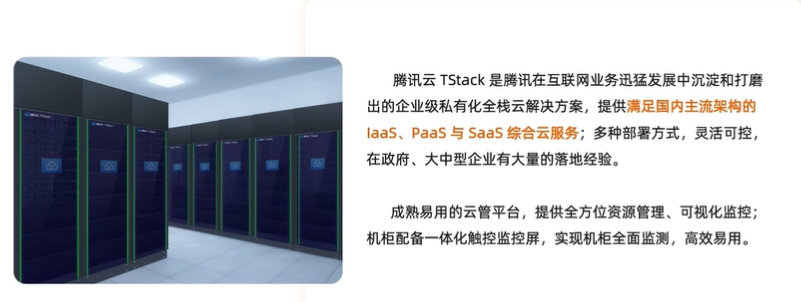 腾讯云 TStack 是腾讯在互联网业务迅猛发展中沉淀和打磨
出的企业级私有化全栈云解决方案，提供满足国内主流架构的
IaaS、PaaS 与 SaaS 综合云服务；多种部署方式，灵活可控，
在政府、大中型企业有大量的落地经验。
成熟易用的云管平台，提供全方位资源管理、可视化监控；
机柜配备一体化触控监控屏，实现机柜全面监测，高效易用。